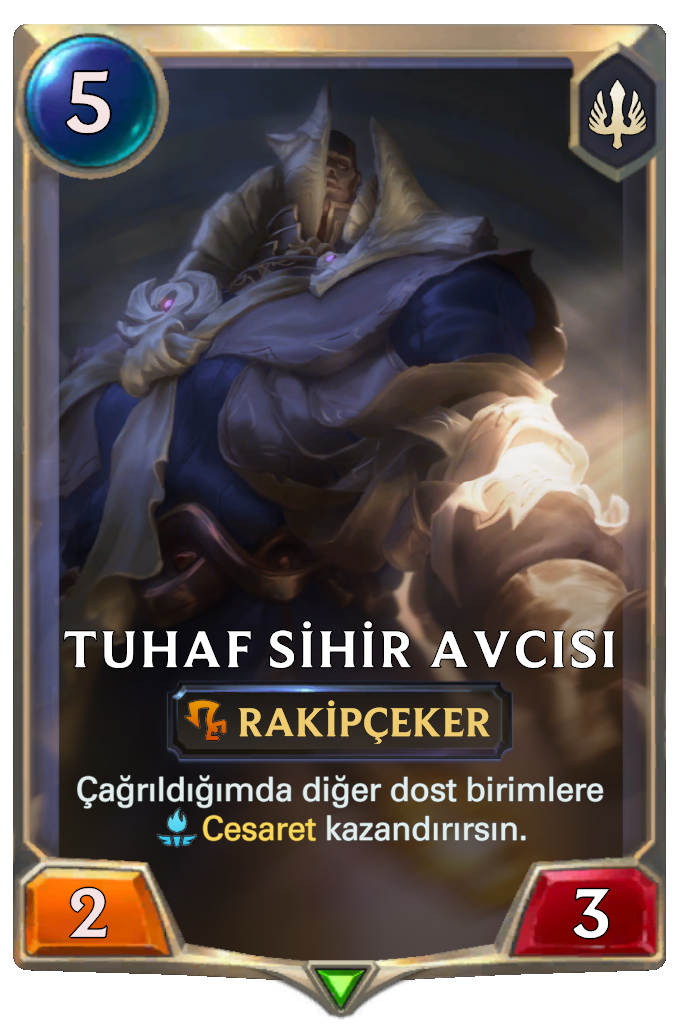 5
TUHAF SİHİR AVCISI
RAKİPÇEKER
Çağrıldığımda diğer dost birimlere
Cesaret kazandırırsın.
2
3